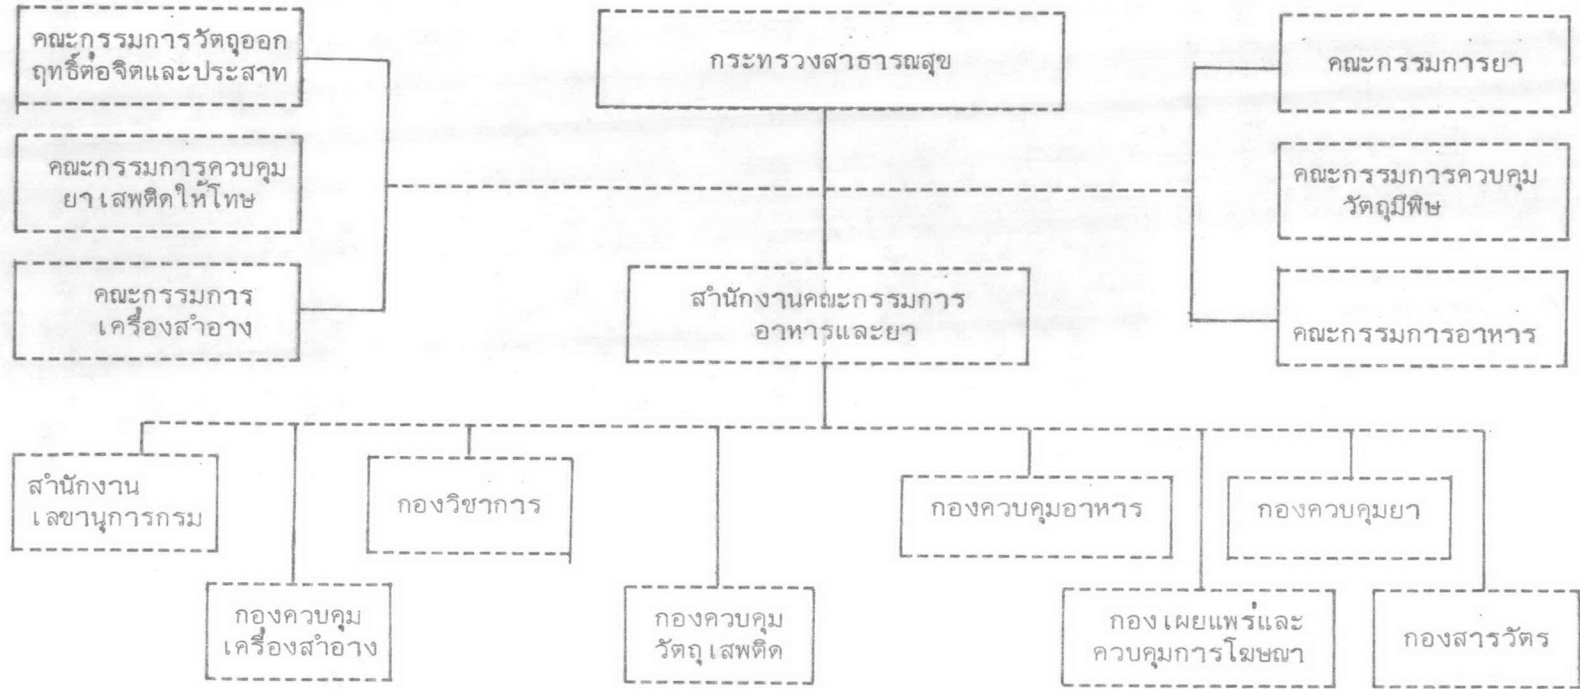 คณะกรรมการวัตถุออก
ฤทธิ์ต่อจิตและประสาท
กระทรวงสาธารณสุข
คณะกรรมการยา
คณะกรรมการควบคุม
ยาเสพติดให้โทษ
คณะกรรมการควบคุม
วัตถุมีพิษ
คณะกรรมการ
เครื่องสำอาง
สำนักงานคณะกรรมการ
อาหารและยา
คณะกรรมการอาหาร
สำนักงาน
เลขานุการกรม
กองวิชาการ
กองควบคุมอาหาร
กองควบคุมยา
กองควบคุม
เครื่องสำอาง
กองควบคุม
วัตถุเสพติด
กองเผยแพร่และ
ควบคุมการโฆษณา
กองสารวัตร